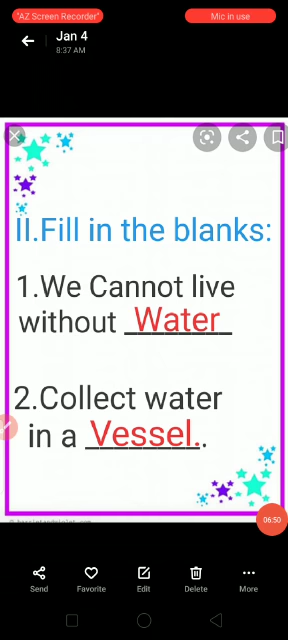 "AZ Screen Recorder"
Mic in use
Jan 4
8:37 AM
II.Fill in the blanks:
1.We Cannot live
without Water
2.Collect water
in a Vessel..
06:50
Send
Favorite
Edit
Delete
More